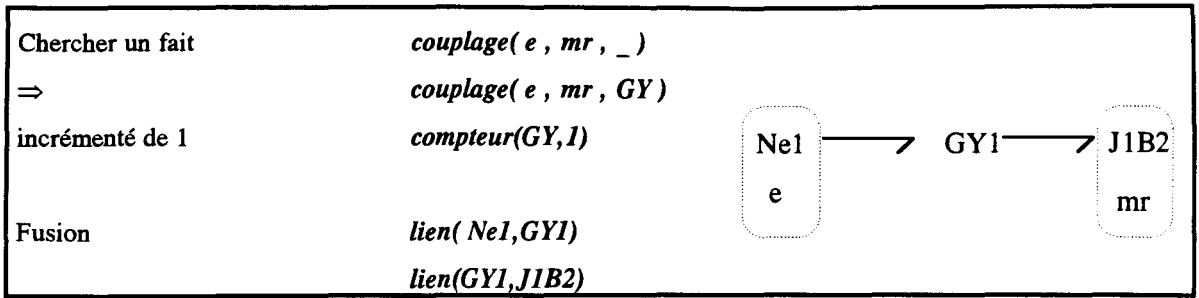 Chercher un fait couplage( e , mr , _ )
⇒ couplage( e , mr , GY )
incrémenté de 1 compteur(GY,1)
Ne1 GY1 J1B2
e mr
Fusion lien( Ne1,GY1)
lien(GY1,J1B2)